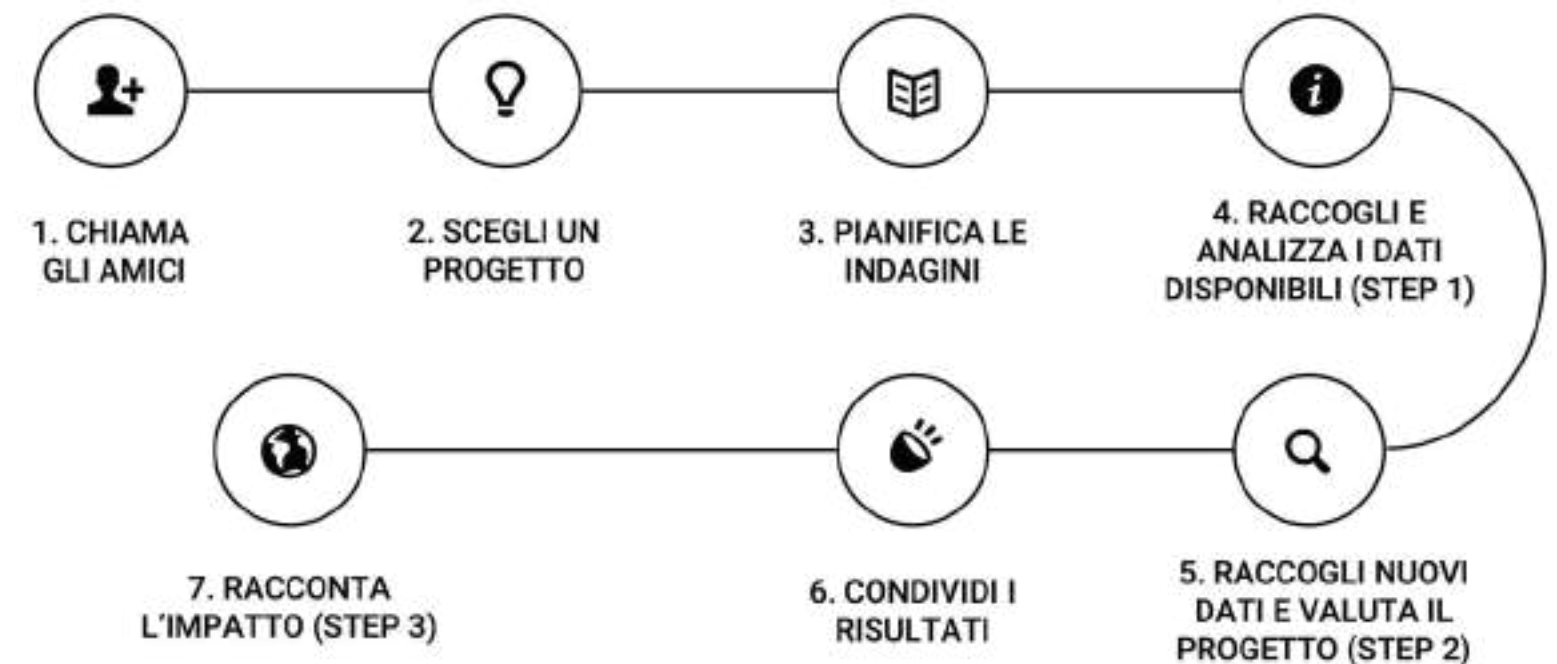 1. CHIAMA
GLI AMICI
2. SCEGLI UN
PROGETTO
3. PIANIFICA LE
INDAGINI
4. RACCOGLI E
ANALIZZA I DATI
DISPONIBILI (STEP 1)
5. RACCOGLI NUOVI
DATI E VALUTA IL
PROGETTO (STEP 2)
6. CONDIVIDI I
RISULTATI
7. RACCONTA
L'IMPATTO (STEP 3)